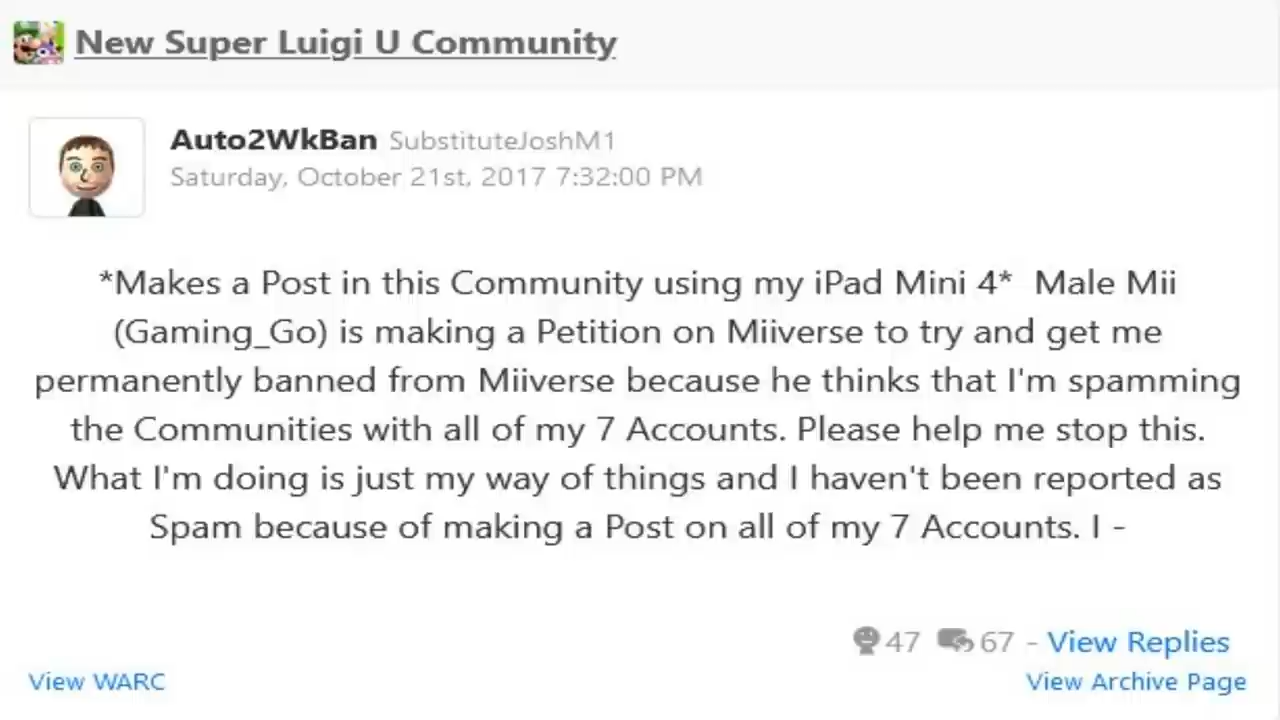 New Super Luigi U Community
Auto2WkBan SubstituteJoshM1
Saturday, October 21st, 2017 7:32:00 PM
*Makes a Post in this Community using my iPad Mini 4*  Male Mii
(Gaming_Go) is making a Petition on Miiverse to try and get me
permanently banned from Miiverse because he thinks that I'm spamming
the Communities with all of my 7 Accounts. Please help me stop this.
What I'm doing is just my way of things and I haven't been reported as
Spam because of making a Post on all of my 7 Accounts. I -
47 67 - View Replies
View WARC
View Archive Page